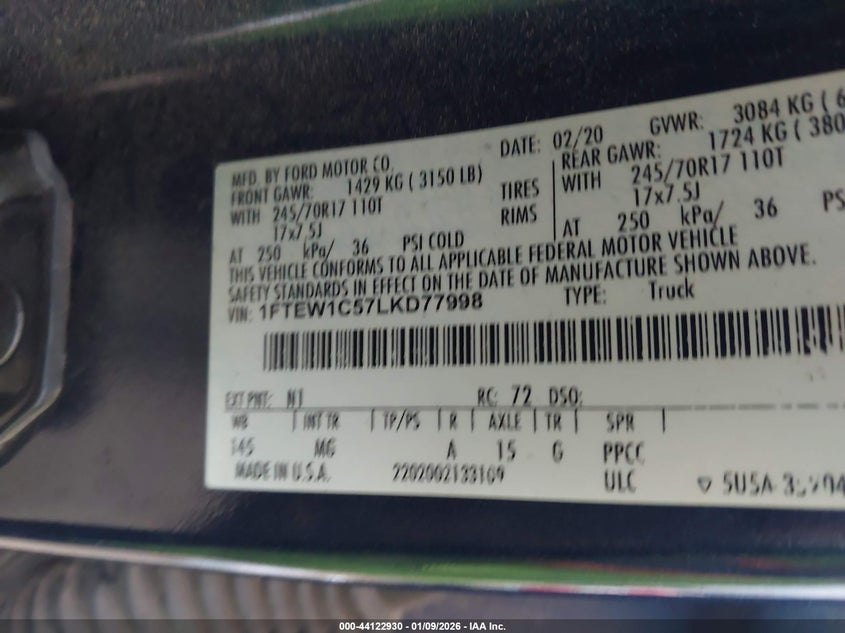 MFD. BY FORD MOTOR CO. DATE: 02/20 GVWR: 3084 KG ( 6
FRONT GAWR: 1429 KG ( 3150 LB) REAR GAWR: 1724 KG ( 380
WITH 245/70R17 110T TIRES WITH 245/70R17 110T
17x7.5J RIMS 17x7.5J
AT 250 kPa/ 36 PSI COLD AT 250 kPa/ 36 PS
THIS VEHICLE CONFORMS TO ALL APPLICABLE FEDERAL MOTOR VEHICLE
SAFETY STANDARDS IN EFFECT ON THE DATE OF MANUFACTURE SHOWN ABOVE.
VIN: 1FTEW1C57LKD77998 TYPE: Truck
EXT PNT: N1 RC: 72 DSO:
WB INT TR TP/PS R AXLE TR SPR
145 MG A 15 G PPCC
MADE IN U.S.A. 2202002133109 ULC
000-44122930 - 01/09/2026 - IAA Inc.